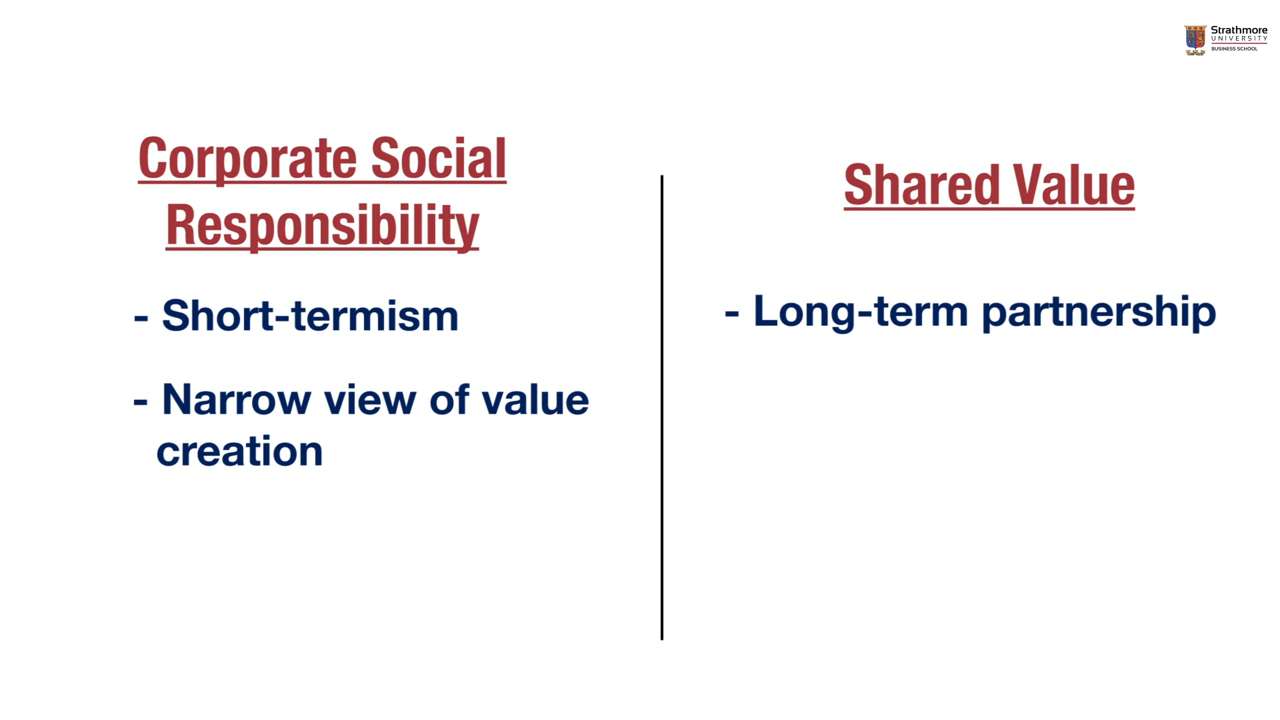 Strathmore
UNIVERSITY
BUSINESS SCHOOL
Corporate Social
Responsibility
- Short-termism
- Narrow view of value
creation
Shared Value
- Long-term partnership